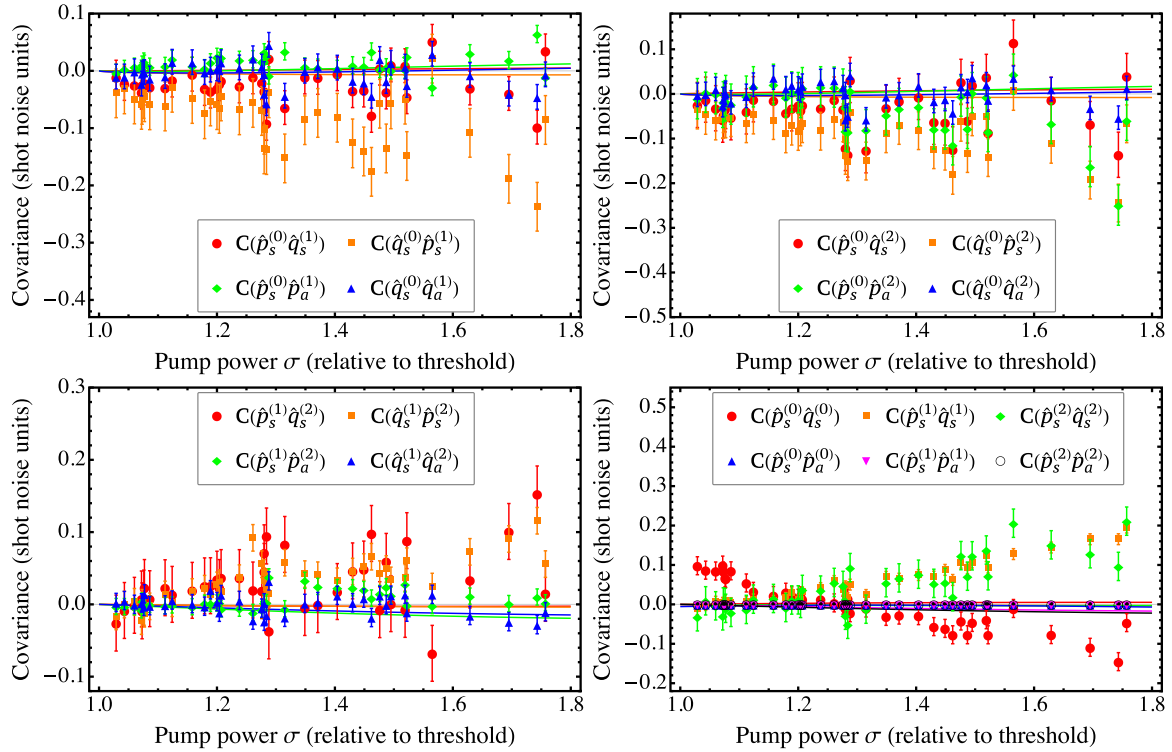 0.1
0.0
−0.1
−0.2
−0.3
−0.4
Covariance (shot noise units)
C(p̂ₛ⁽⁰⁾q̂ₛ⁽¹⁾) C(q̂ₛ⁽⁰⁾p̂ₛ⁽¹⁾)
C(p̂ₛ⁽⁰⁾p̂ₐ⁽¹⁾) C(q̂ₛ⁽⁰⁾q̂ₐ⁽¹⁾)
1.0 1.2 1.4 1.6 1.8
Pump power σ (relative to threshold)
0.1
0.0
−0.1
−0.2
−0.3
−0.4
−0.5
Covariance (shot noise units)
C(p̂ₛ⁽⁰⁾q̂ₛ⁽²⁾) C(q̂ₛ⁽⁰⁾p̂ₛ⁽²⁾)
C(p̂ₛ⁽⁰⁾p̂ₐ⁽²⁾) C(q̂ₛ⁽⁰⁾q̂ₐ⁽²⁾)
1.0 1.2 1.4 1.6 1.8
Pump power σ (relative to threshold)
0.3
0.2
0.1
0.0
−0.1
Covariance (shot noise units)
C(p̂ₛ⁽¹⁾q̂ₛ⁽²⁾) C(q̂ₛ⁽¹⁾p̂ₛ⁽²⁾)
C(p̂ₛ⁽¹⁾p̂ₐ⁽²⁾) C(q̂ₛ⁽¹⁾q̂ₐ⁽²⁾)
1.0 1.2 1.4 1.6 1.8
Pump power σ (relative to threshold)
0.5
0.4
0.3
0.2
0.1
0.0
−0.1
−0.2
Covariance (shot noise units)
C(p̂ₛ⁽⁰⁾q̂ₛ⁽⁰⁾) C(p̂ₛ⁽¹⁾q̂ₛ⁽¹⁾) C(p̂ₛ⁽²⁾q̂ₛ⁽²⁾)
C(p̂ₛ⁽⁰⁾p̂ₐ⁽⁰⁾) C(p̂ₛ⁽¹⁾p̂ₐ⁽¹⁾) C(p̂ₛ⁽²⁾p̂ₐ⁽²⁾)
1.0 1.2 1.4 1.6 1.8
Pump power σ (relative to threshold)